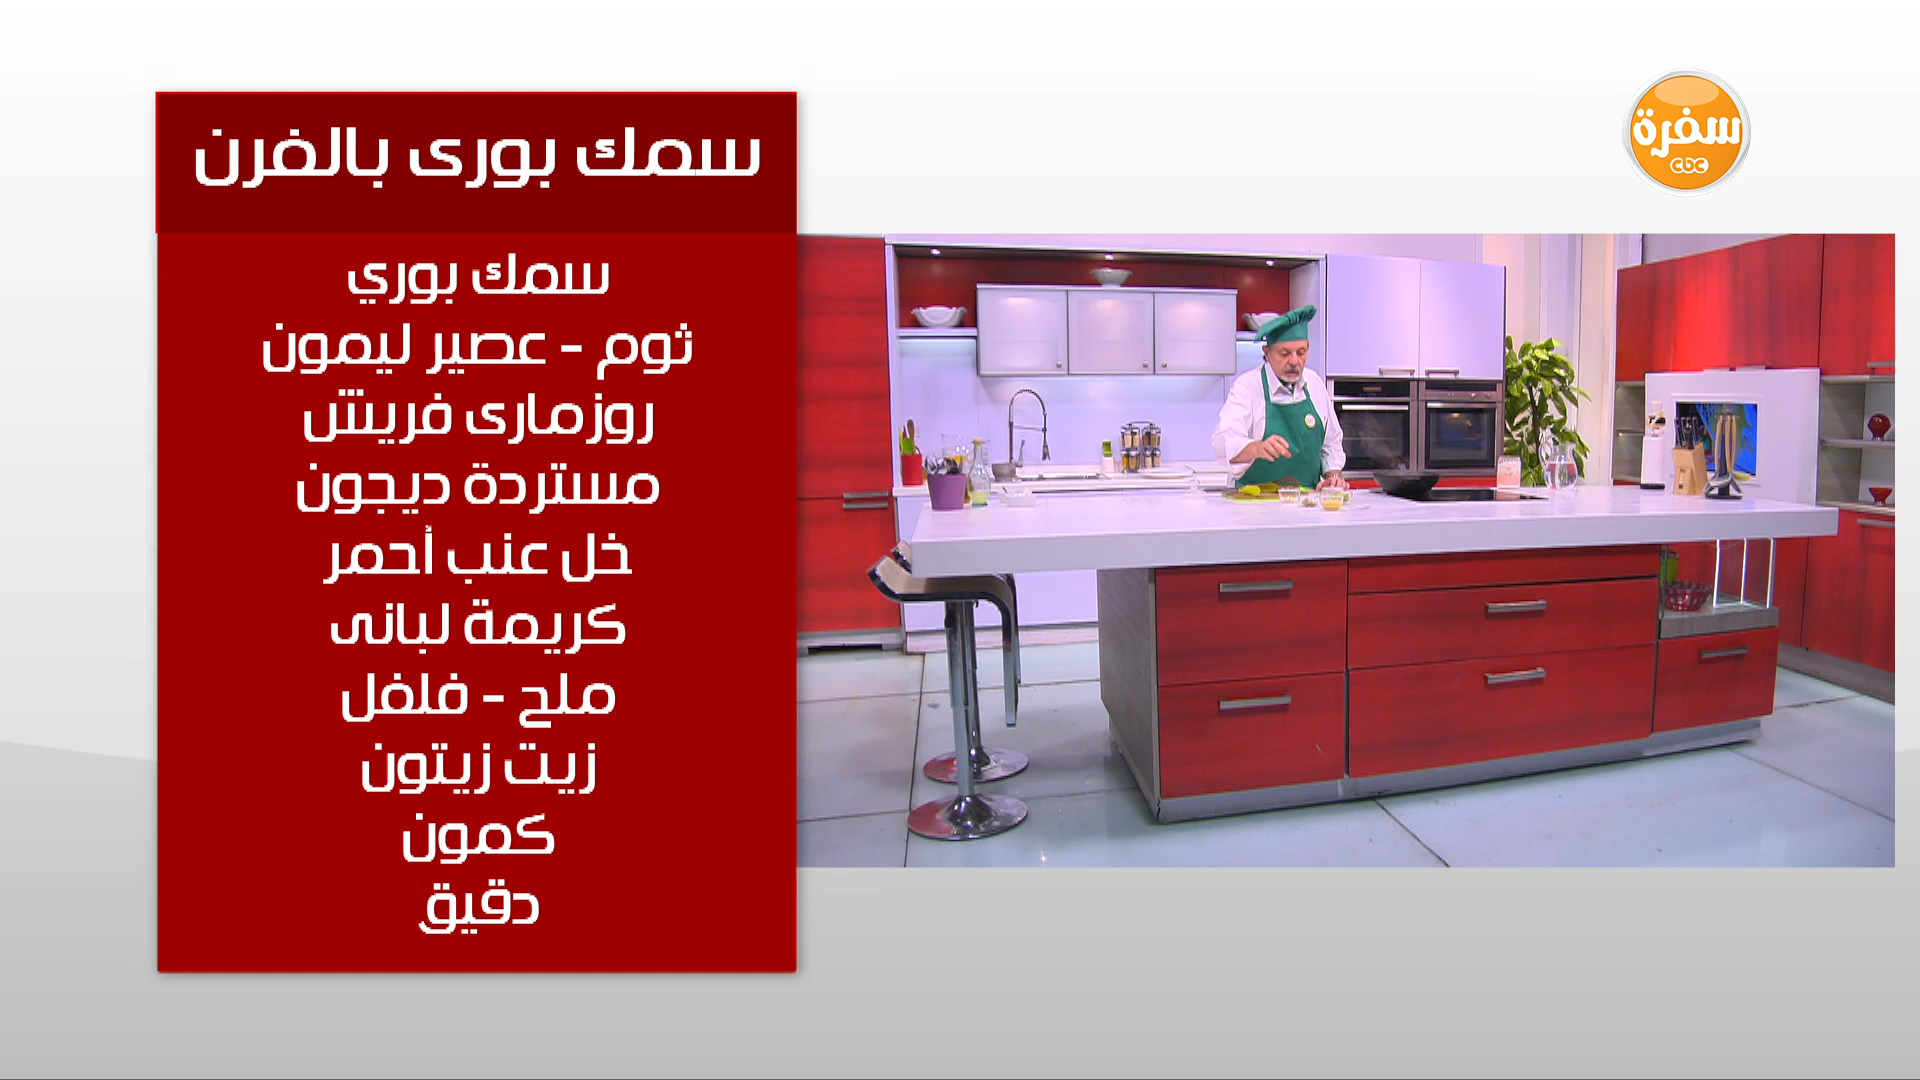 سمك بورى بالفرن
سمك بوري
ثوم - عصير ليمون
روزمارى فريش
مستردة ديجون
خل عنب أحمر
كريمة لبانى
ملح - فلفل
زيت زيتون
كمون
دقيق
سفرة
cbc